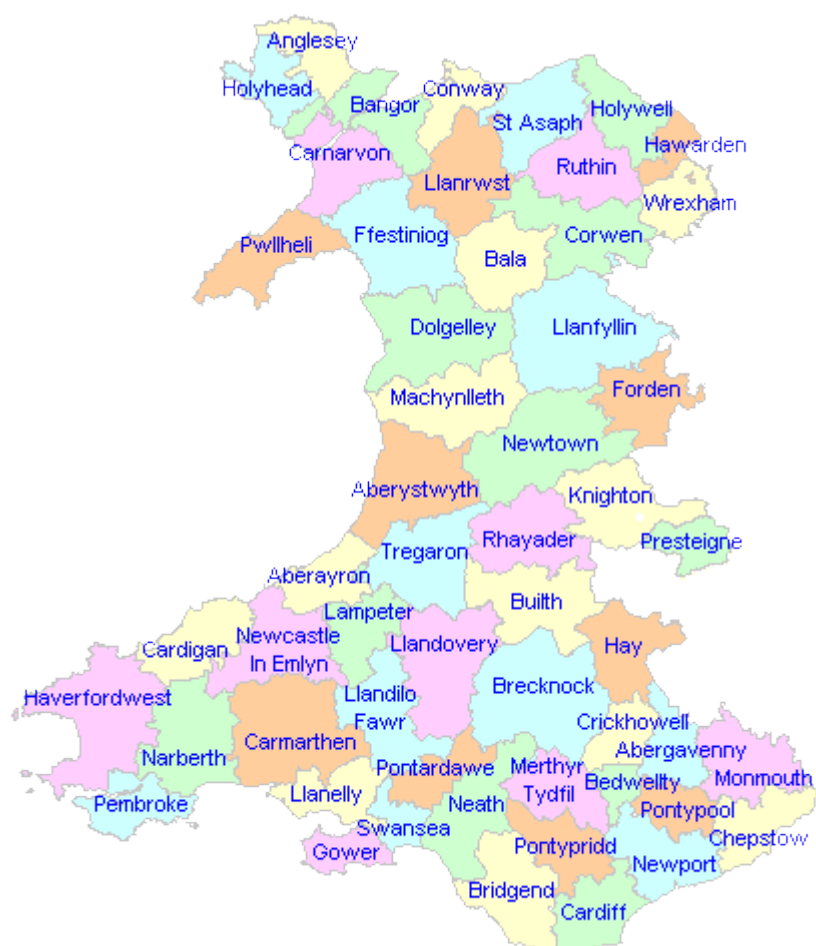 Anglesey
Holyhead
Bangor
Conway
Carnarvon
St Asaph
Holywell
Hawarden
Llanrwst
Ruthin
Wrexham
Pwllheli
Ffestiniog
Bala
Corwen
Dolgelley
Llanfyllin
Machynlleth
Forden
Newtown
Aberystwyth
Knighton
Rhayader
Presteigne
Tregaron
Aberayron
Lampeter
Builth
Cardigan
Newcastle
In Emlyn
Llandovery
Hay
Haverfordwest
Llandilo
Fawr
Brecknock
Crickhowell
Abergavenny
Narberth
Carmarthen
Pontardawe
Merthyr
Tydfil
Bedwellty
Monmouth
Pembroke
Llanelly
Neath
Pontypool
Swansea
Gower
Pontypridd
Newport
Chepstow
Bridgend
Cardiff